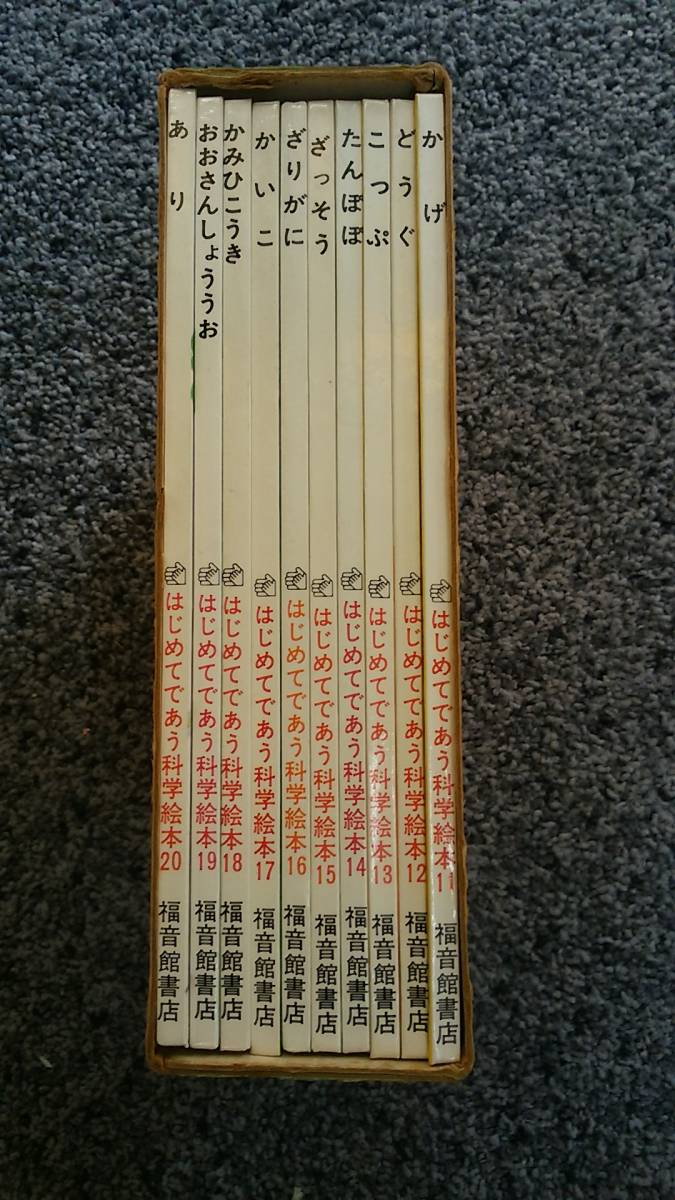 かげ
はじめてであう科学絵本11
福音館書店
どうぐ
はじめてであう科学絵本12
福音館書店
こっぷ
はじめてであう科学絵本13
福音館書店
たんぽぽ
はじめてであう科学絵本14
福音館書店
ざっそう
はじめてであう科学絵本15
福音館書店
ざりがに
はじめてであう科学絵本16
福音館書店
かいこ
はじめてであう科学絵本17
福音館書店
かみひこうき
はじめてであう科学絵本18
福音館書店
おおさんしょううお
はじめてであう科学絵本19
福音館書店
あり
はじめてであう科学絵本20
福音館書店